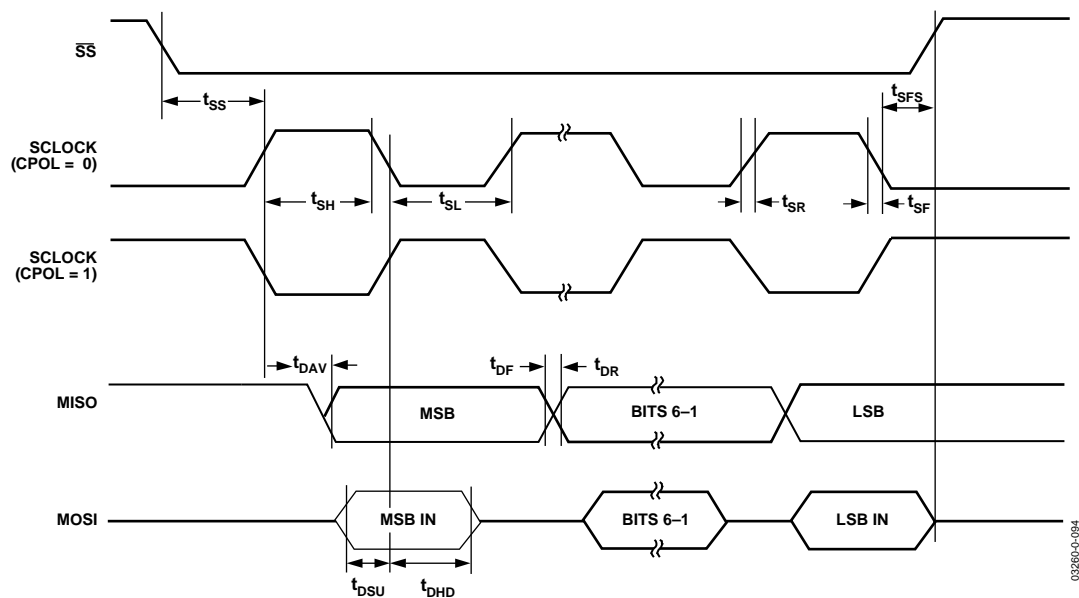 SS
tSS
tSFS
SCLOCK
(CPOL = 0)
tSH
tSL
tSR
tSF
SCLOCK
(CPOL = 1)
tDAV
tDF
tDR
MISO
MSB
BITS 6–1
LSB
MOSI
MSB IN
BITS 6–1
LSB IN
tDSU
tDHD
03260-0-094